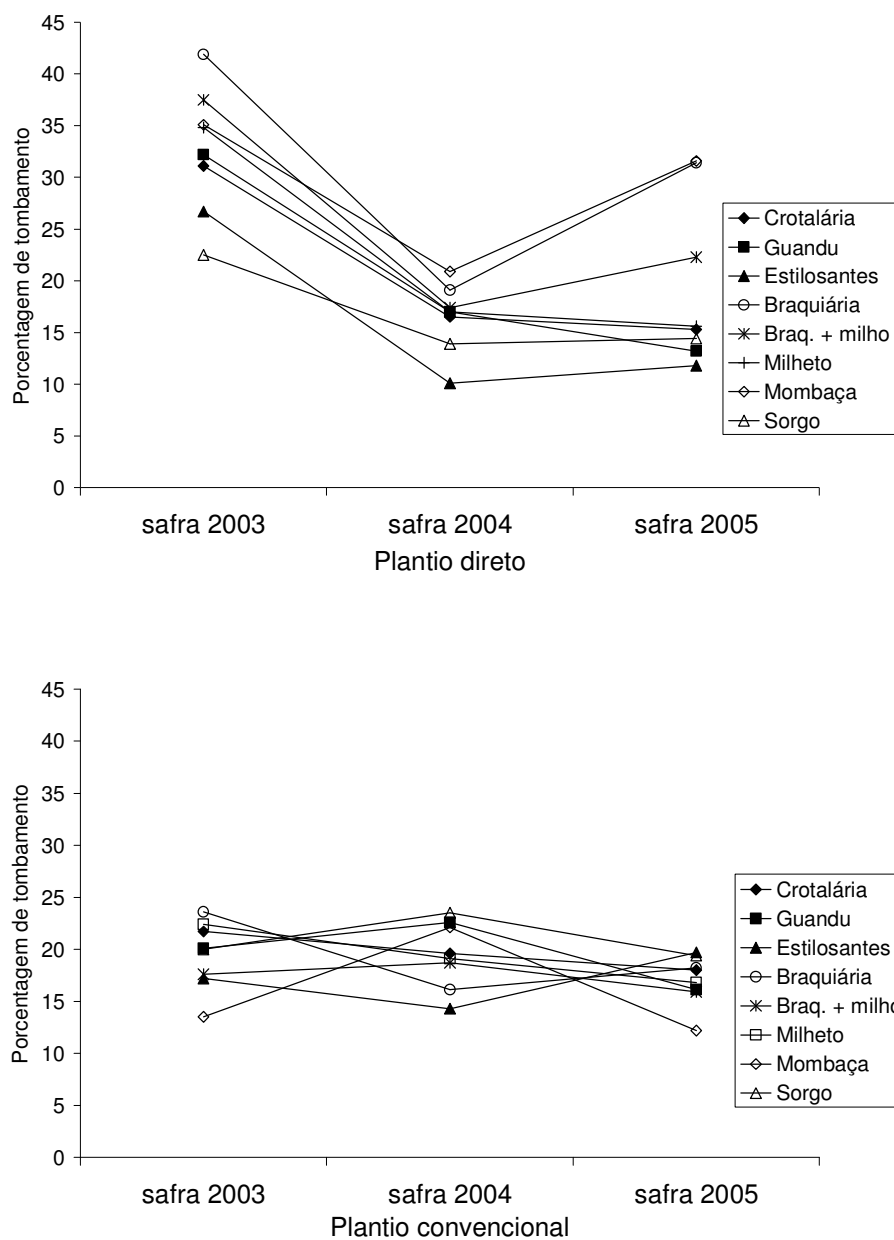 45
40
35
30
25
20
15
10
5
0
Porcentagem de tombamento
safra 2003 safra 2004 safra 2005
Plantio direto
Crotalária
Guandu
Estilosantes
Braquiária
Braq. + milho
Milheto
Mombaça
Sorgo
45
40
35
30
25
20
15
10
5
0
Porcentagem de tombamento
safra 2003 safra 2004 safra 2005
Plantio convencional
Crotalária
Guandu
Estilosantes
Braquiária
Braq. + milho
Milheto
Mombaça
Sorgo